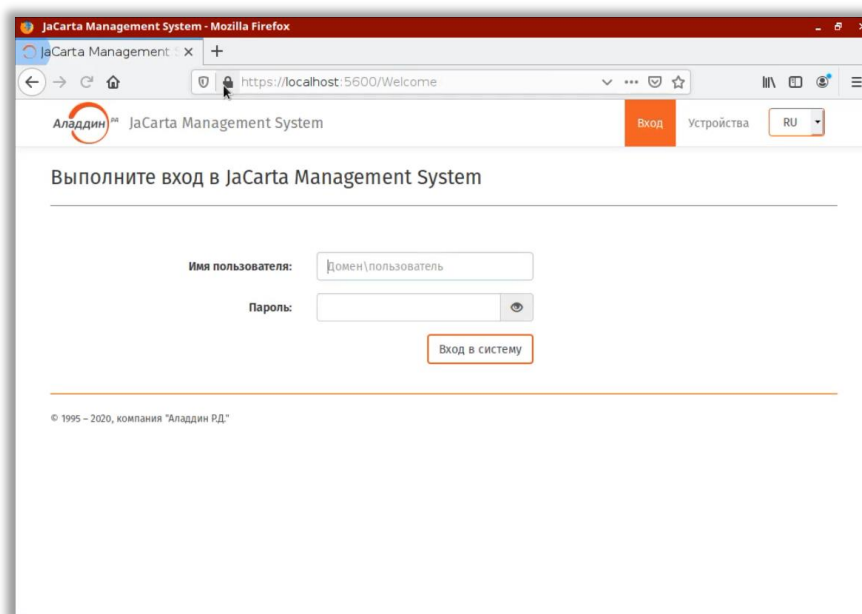 JaCarta Management System - Mozilla Firefox
JaCarta Management S
https://localhost:5600/Welcome
Аладдин РД JaCarta Management System Вход Устройства RU
Выполните вход в JaCarta Management System
Имя пользователя: Домен\пользователь
Пароль:
Вход в систему
© 1995 – 2020, компания "Аладдин Р.Д."